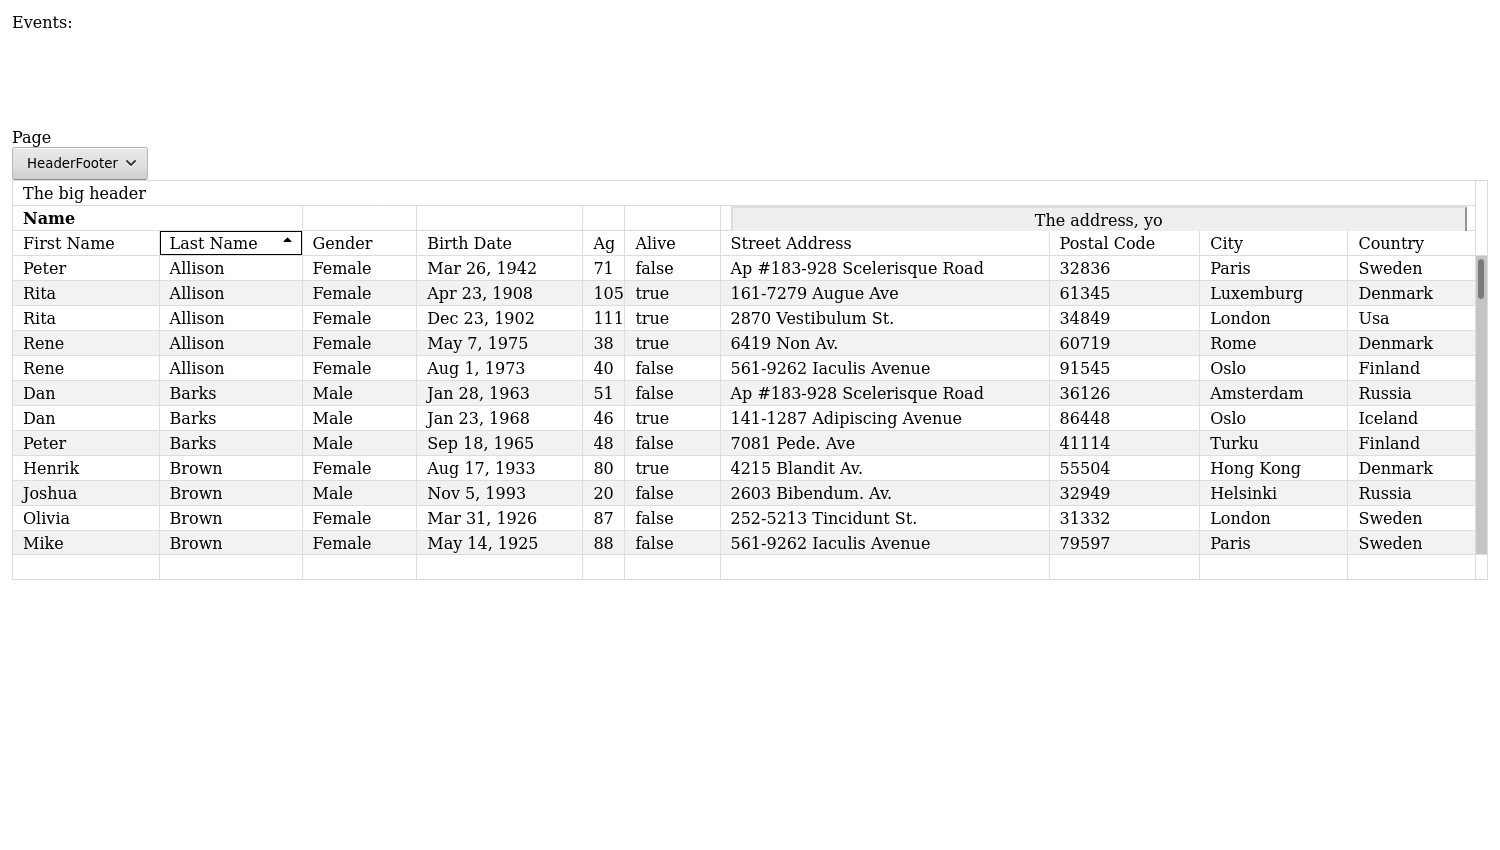 Events:
Page
HeaderFooter
The big header
Name The address, yo
First Name Last Name Gender Birth Date Ag Alive Street Address Postal Code City Country
Peter Allison Female Mar 26, 1942 71 false Ap #183-928 Scelerisque Road 32836 Paris Sweden
Rita Allison Female Apr 23, 1908 105 true 161-7279 Augue Ave 61345 Luxemburg Denmark
Rita Allison Female Dec 23, 1902 111 true 2870 Vestibulum St. 34849 London Usa
Rene Allison Female May 7, 1975 38 true 6419 Non Av. 60719 Rome Denmark
Rene Allison Female Aug 1, 1973 40 false 561-9262 Iaculis Avenue 91545 Oslo Finland
Dan Barks Male Jan 28, 1963 51 false Ap #183-928 Scelerisque Road 36126 Amsterdam Russia
Dan Barks Male Jan 23, 1968 46 true 141-1287 Adipiscing Avenue 86448 Oslo Iceland
Peter Barks Male Sep 18, 1965 48 false 7081 Pede. Ave 41114 Turku Finland
Henrik Brown Female Aug 17, 1933 80 true 4215 Blandit Av. 55504 Hong Kong Denmark
Joshua Brown Male Nov 5, 1993 20 false 2603 Bibendum. Av. 32949 Helsinki Russia
Olivia Brown Female Mar 31, 1926 87 false 252-5213 Tincidunt St. 31332 London Sweden
Mike Brown Female May 14, 1925 88 false 561-9262 Iaculis Avenue 79597 Paris Sweden